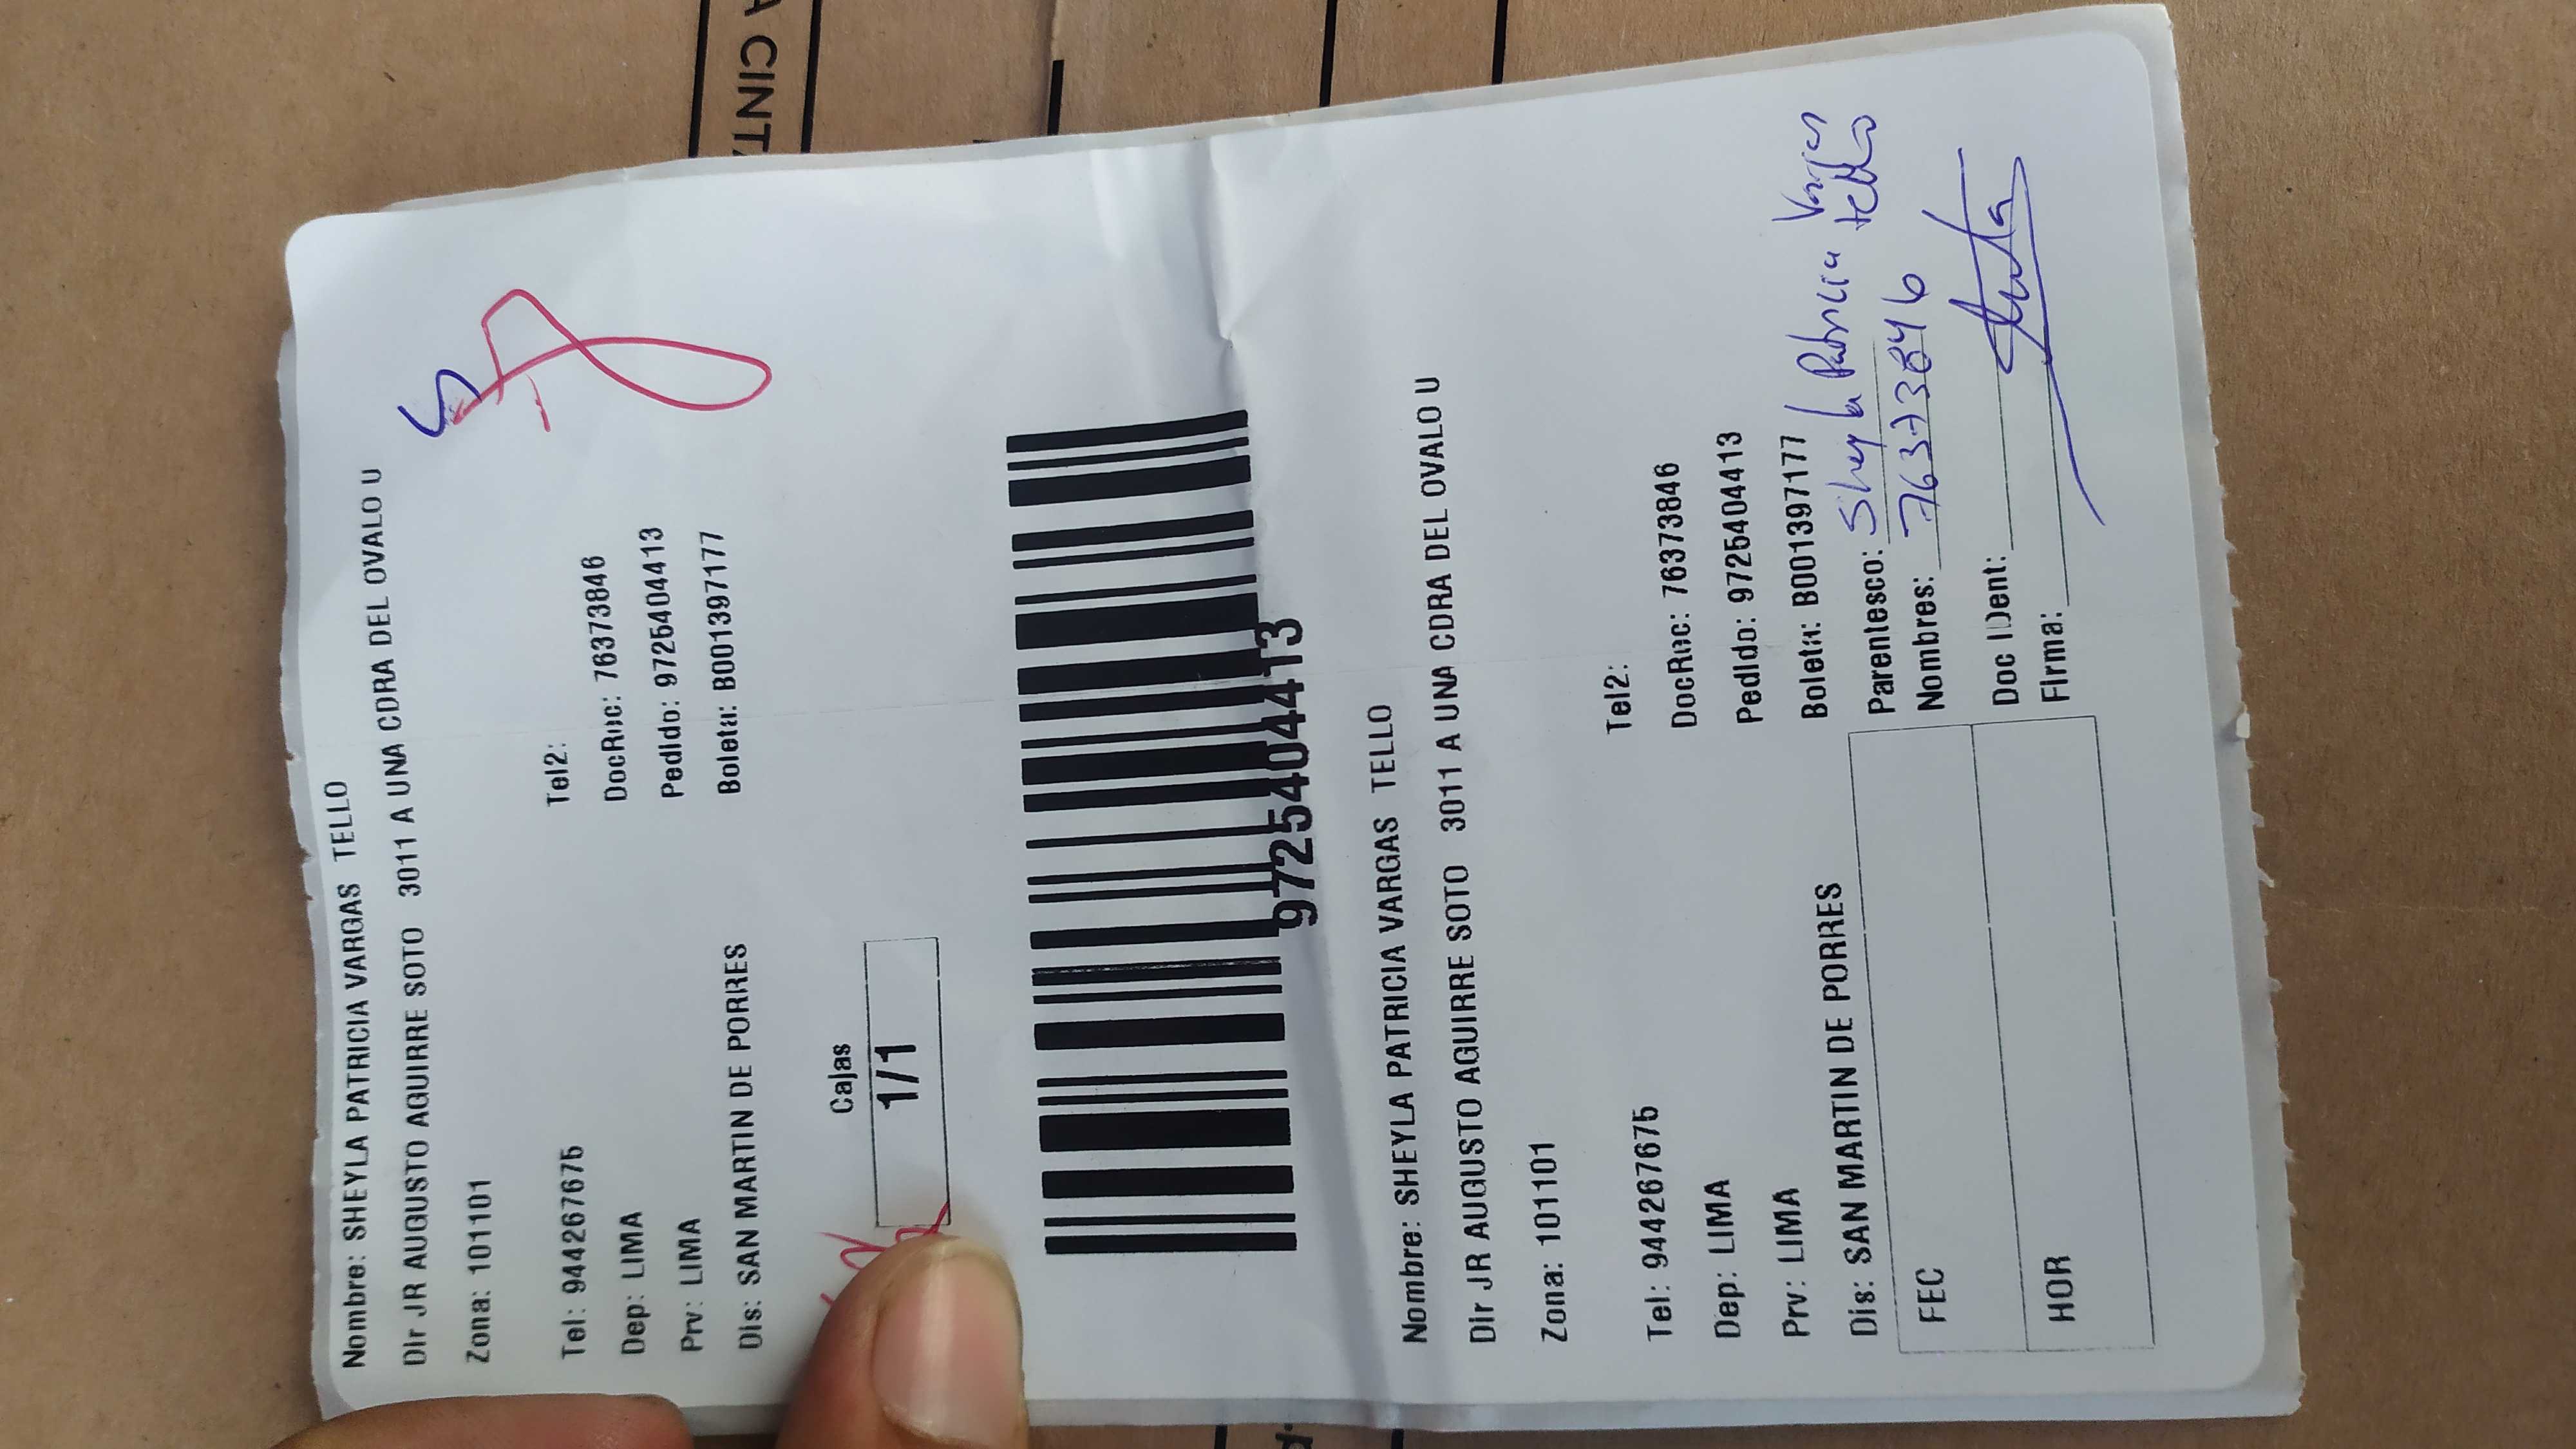 A CINTA
Nombre: SHEYLA PATRICIA VARGAS TELLO
Dir JR AUGUSTO AGUIRRE SOTO 3011 A UNA CDRA DEL OVALO U
Zona: 101101
Tel: 944267675 Tel2:
Dep: LIMA DocRuc: 76373846
Prv: LIMA Pedido: 97254044413
Dis: SAN MARTIN DE PORRES Boleta: B001397177
Cajas
1/1
97254044413
Nombre: SHEYLA PATRICIA VARGAS TELLO
Dir JR AUGUSTO AGUIRRE SOTO 3011 A UNA CDRA DEL OVALO U
Zona: 101101
Tel: 944267675 Tel2:
Dep: LIMA DocRuc: 76373846
Prv: LIMA Pedido: 97254044413
Dis: SAN MARTIN DE PORRES Boleta: B001397177
Parentesco: Sheyla Patricia Vargas Tello
FEC Nombres: 76373846
Doc IDent:
HOR Firma: